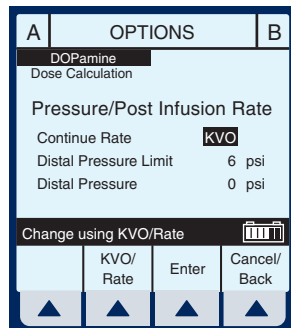 A OPTIONS B
DOPamine
Dose Calculation
Pressure/Post Infusion Rate
Continue Rate KVO
Distal Pressure Limit 6 psi
Distal Pressure 0 psi
Change using KVO/Rate
KVO/
Rate
Enter
Cancel/
Back